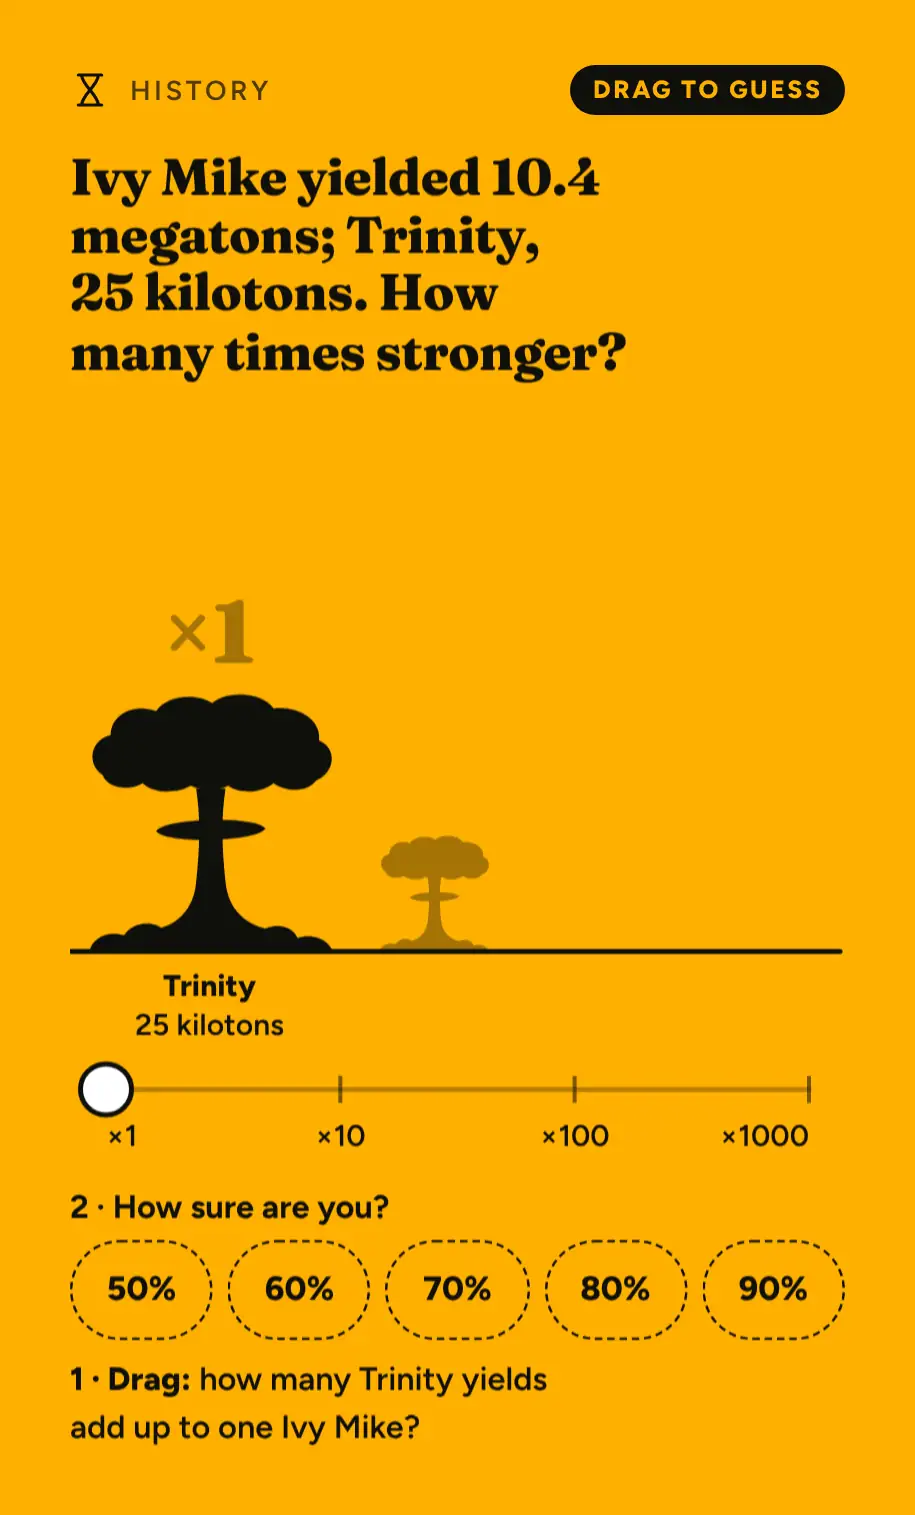 HISTORY
DRAG TO GUESS
Ivy Mike yielded 10.4
megatons; Trinity,
25 kilotons. How
many times stronger?
×1
Trinity
25 kilotons
×1 ×10 ×100 ×1000
2 · How sure are you?
50% 60% 70% 80% 90%
1 · Drag: how many Trinity yields
add up to one Ivy Mike?